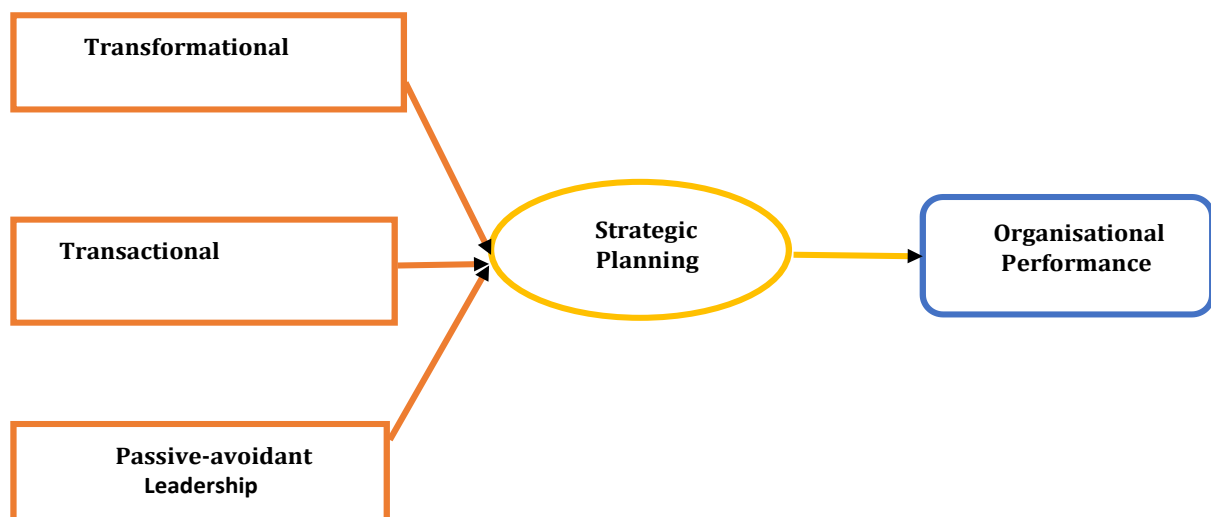 Transformational
Transactional
Passive-avoidant
Leadership
Strategic
Planning
Organisational
Performance